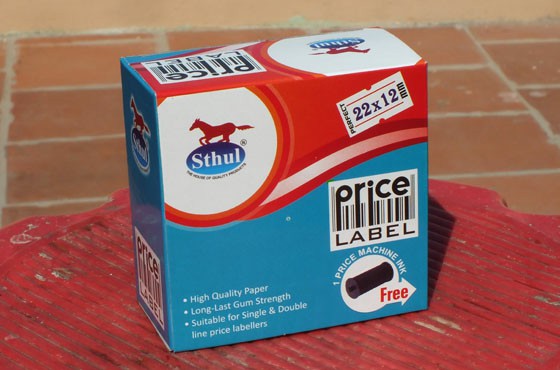 price
LABEL
Sthul
PERFECT
22x12
mm
Sthul®
THE HOUSE OF QUALITY PRODUCTS
price
LABEL
1 PRICE MACHINE INK
Free
• High Quality Paper
• Long-Last Gum Strength
• Suitable for Single & Double
line price labellers
price
LABEL